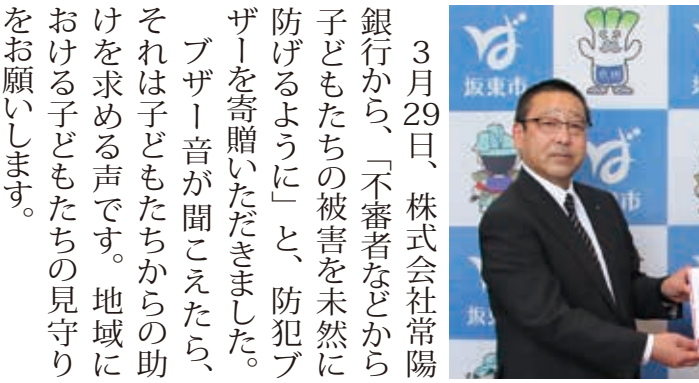 ３月29日、株式会社常陽
銀行から、「不審者などから
子どもたちの被害を未然に
防げるように」と、防犯ブ
ザーを寄贈いただきました。
ブザー音が聞こえたら、
それは子どもたちからの助
けを求める声です。地域に
おける子どもたちの見守り
をお願いします。
坂東市